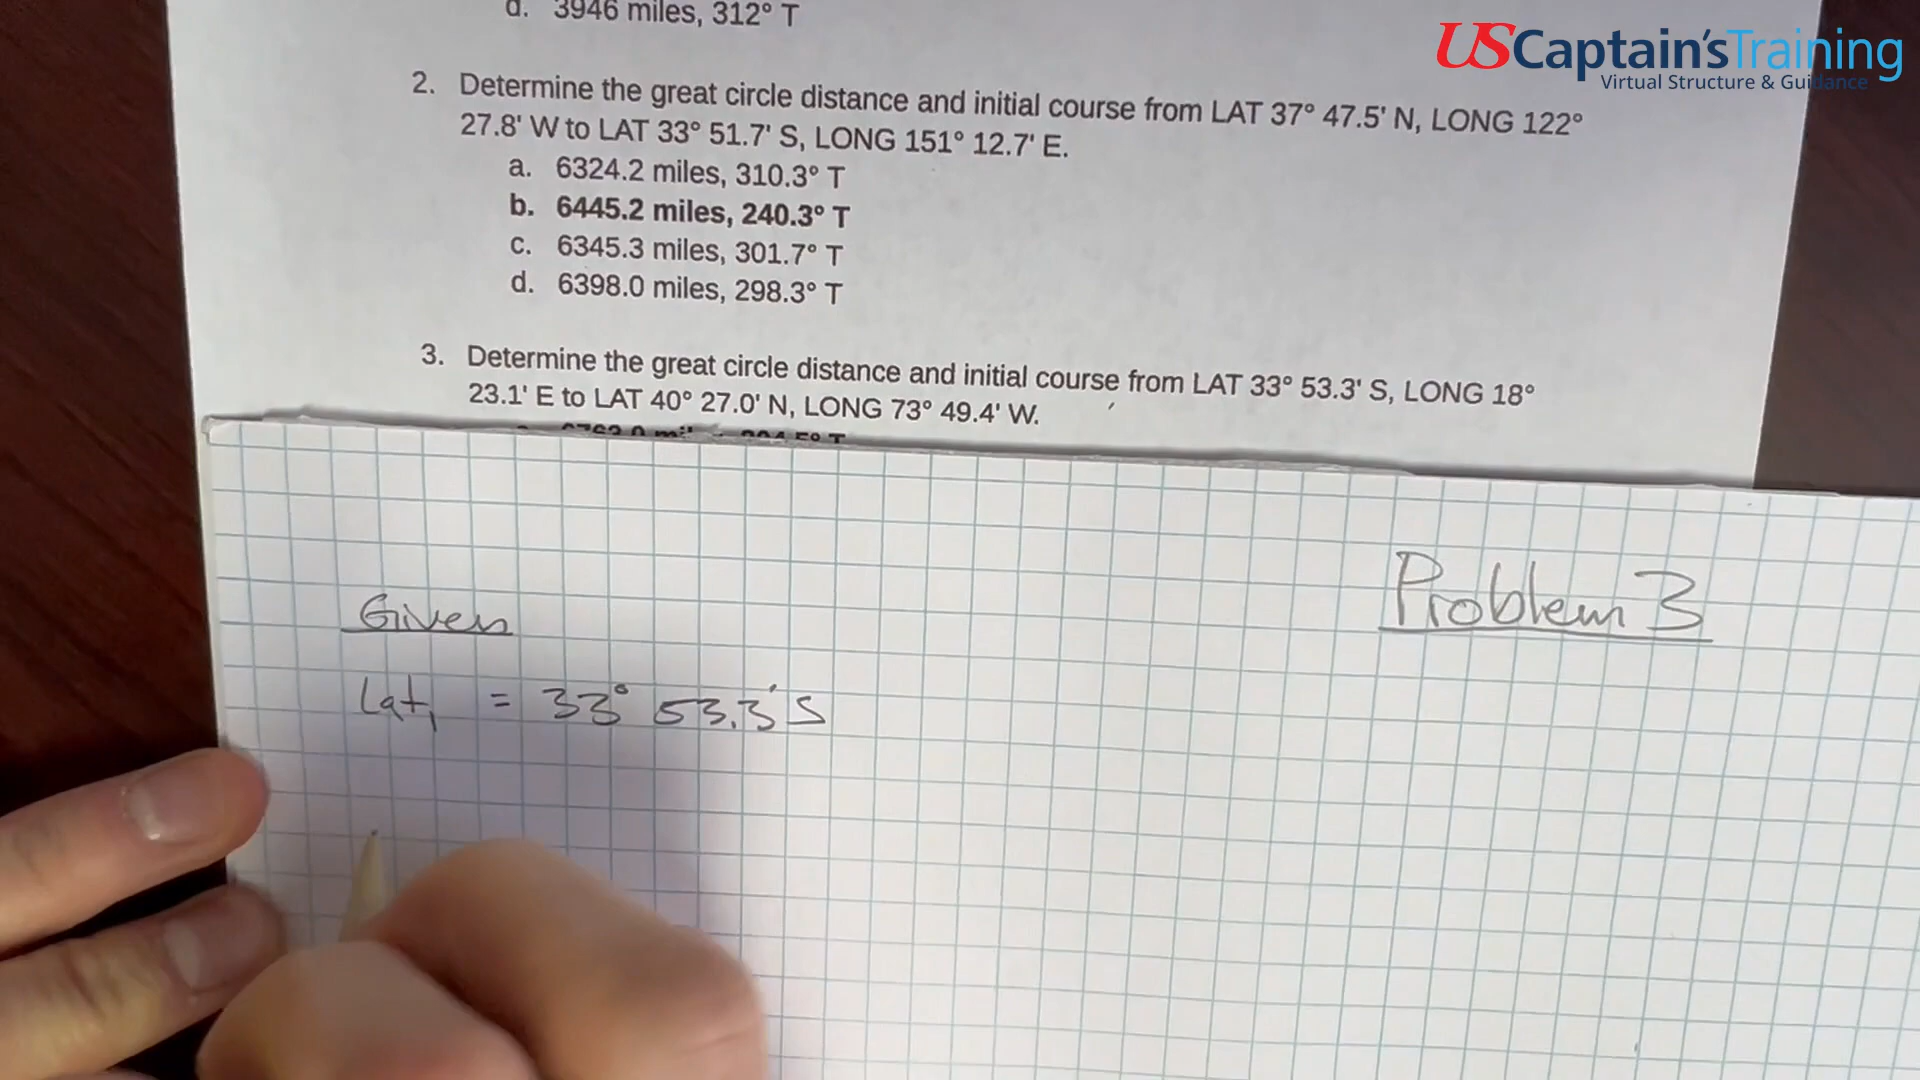 d. 3946 miles, 312° T
USCaptain'sTraining
Virtual Structure & Guidance
2. Determine the great circle distance and initial course from LAT 37° 47.5' N, LONG 122°
27.8' W to LAT 33° 51.7' S, LONG 151° 12.7' E.
a. 6324.2 miles, 310.3° T
b. 6445.2 miles, 240.3° T
c. 6345.3 miles, 301.7° T
d. 6398.0 miles, 298.3° T
3. Determine the great circle distance and initial course from LAT 33° 53.3' S, LONG 18°
23.1' E to LAT 40° 27.0' N, LONG 73° 49.4' W.
Problem 3
Given
Lat₁ = 33° 53.3' S